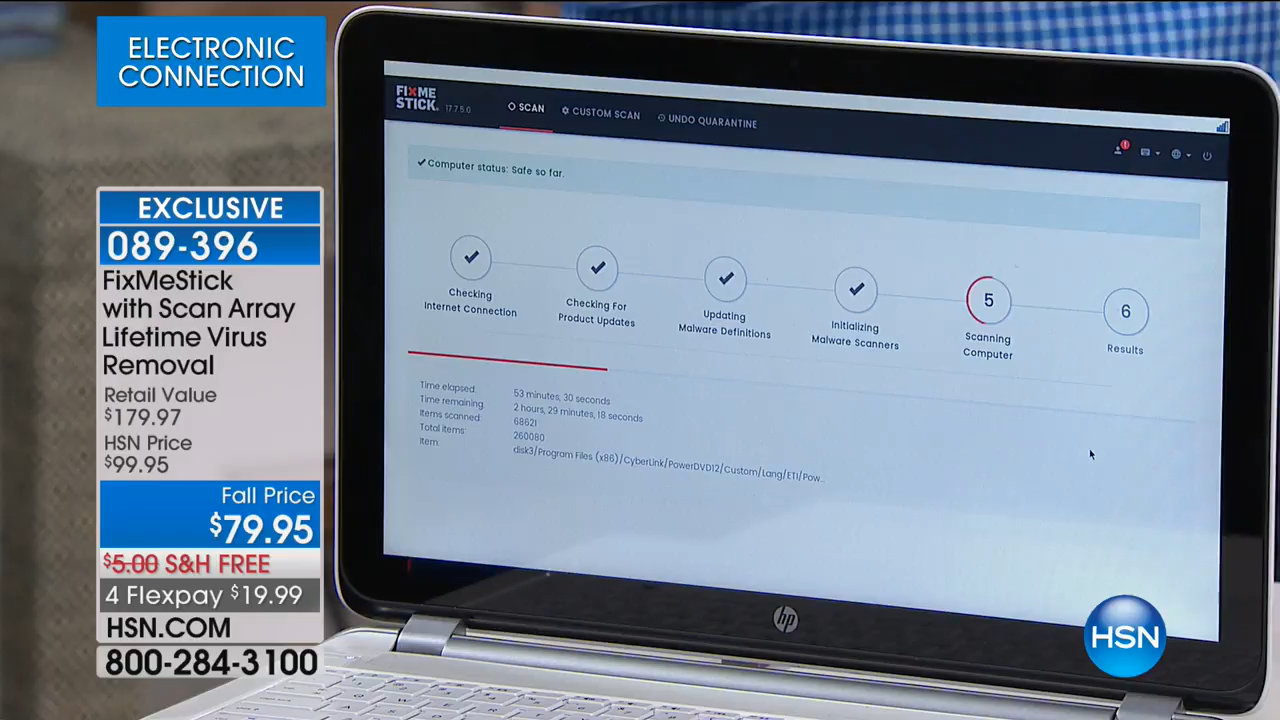 ELECTRONIC
CONNECTION
EXCLUSIVE
089-396
FixMeStick
with Scan Array
Lifetime Virus
Removal
Retail Value
$179.97
HSN Price
$99.95
Fall Price
$79.95
$5.00 S&H FREE
4 Flexpay $19.99
HSN.COM
800-284-3100
FIXME
STICK.
17.7.5.0
SCAN
CUSTOM SCAN
UNDO QUARANTINE
Computer status: Safe so far.
Checking
Internet Connection
Checking For
Product Updates
Updating
Malware Definitions
Initializing
Malware Scanners
5
Scanning
Computer
6
Results
Time elapsed: 53 minutes, 30 seconds
Time remaining: 2 hours, 29 minutes, 18 seconds
Items scanned: 68621
Total items: 260080
Item: disk3/Program Files (x86)/CyberLink/PowerDVD12/Custom/Lang/ETI/Pow...
hp
HSN